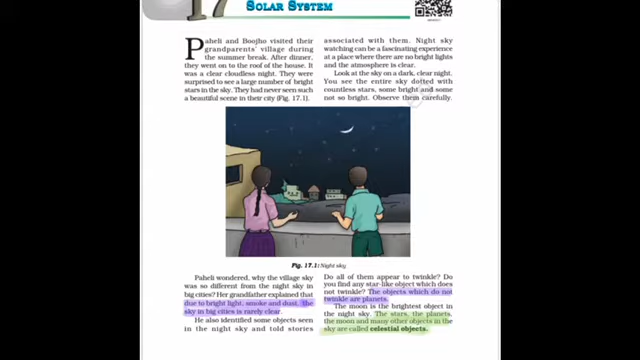 17
SOLAR SYSTEM
Paheli and Boojho visited their
grandparents' village during
the summer break. After dinner,
they went to the roof of the house. It
was a clear cloudless night. They were
surprised to see a large number of bright
stars in the sky. They had never seen such
a beautiful scene in their city (Fig. 17.1).
Paheli wondered, why the village sky
was so different from the night sky in
big cities? Her grandfather explained that
due to bright light, smoke and dust, the
sky in big cities is rarely clear.
He also identified some objects seen
in the night sky and told stories
associated with them. Night sky
watching can be a fascinating experience
at a place where there are no bright lights
and the atmosphere is clear.
Look at the sky on a dark, clear night.
You see the entire sky dotted with
countless stars, some bright and some
not so bright. Observe them carefully.
Fig. 17.1: Night sky
Do all of them appear to twinkle? Do
you find any star-like object which does
not twinkle? The objects which do not
twinkle are planets.
The moon is the brightest object in
the night sky. The stars, the planets,
the moon and many other objects in the
sky are called celestial objects.